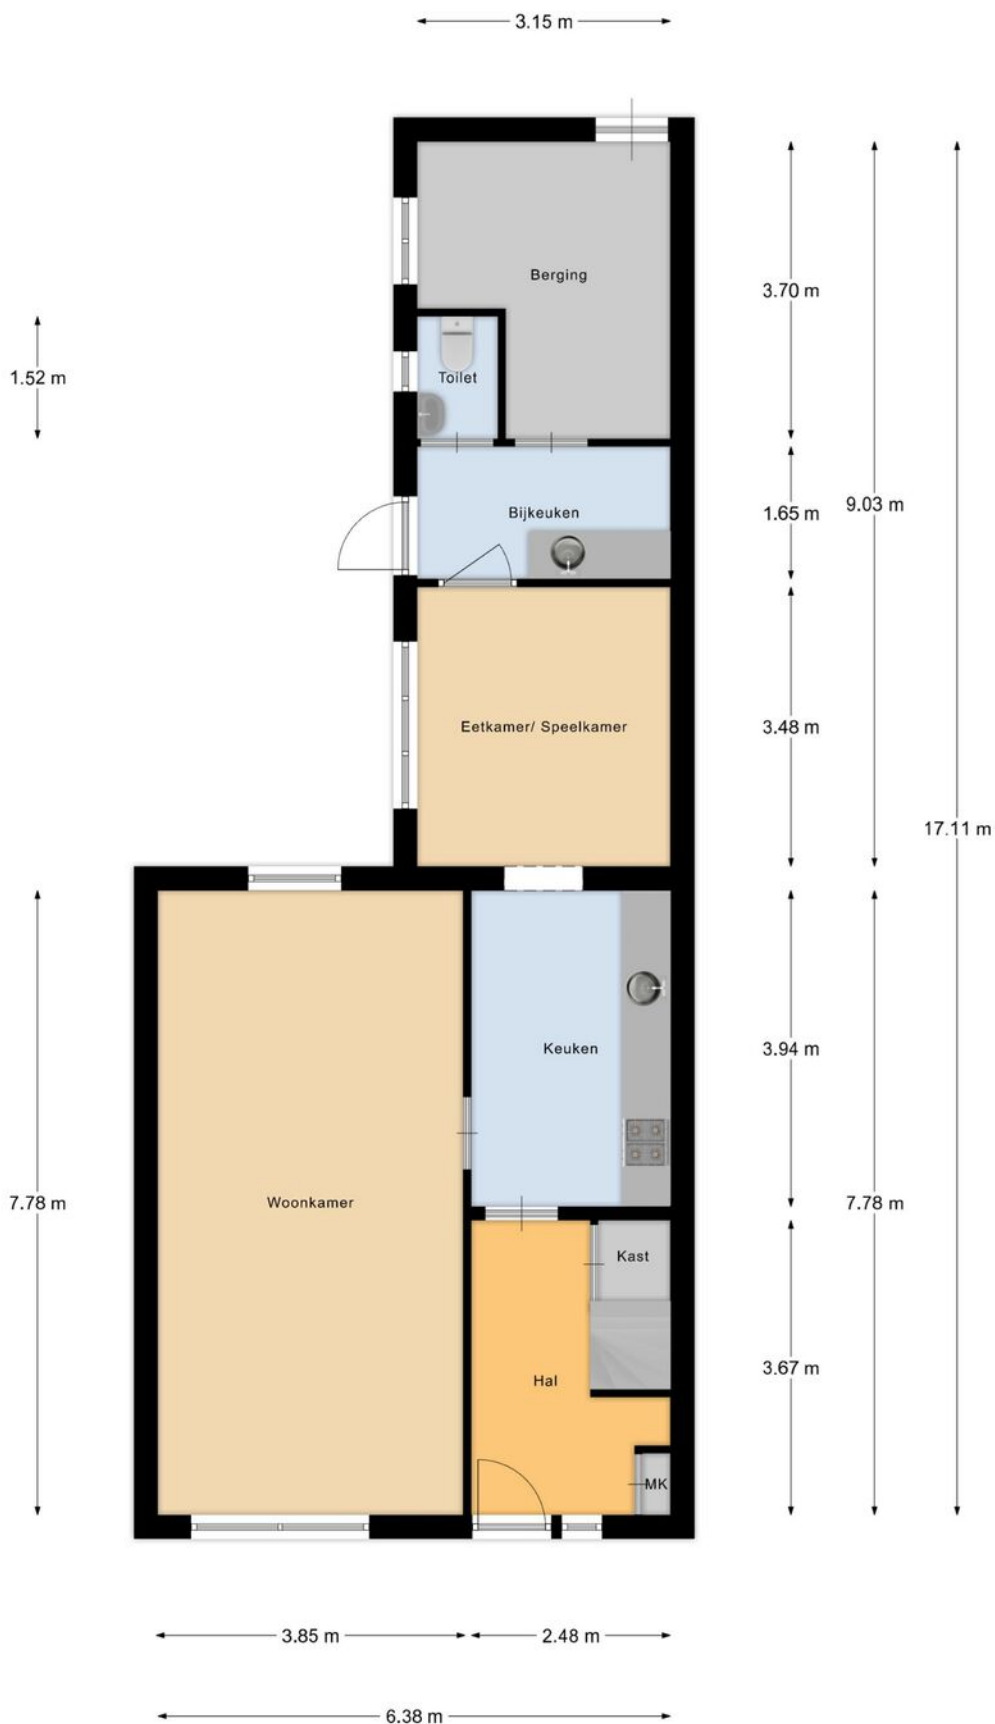 3.15 m
Berging
3.70 m
1.52 m
Toilet
Bijkeuken
1.65 m
9.03 m
Eetkamer/ Speelkamer
3.48 m
17.11 m
Keuken
3.94 m
Woonkamer
7.78 m
7.78 m
Kast
Hal
3.67 m
MK
3.85 m
2.48 m
6.38 m